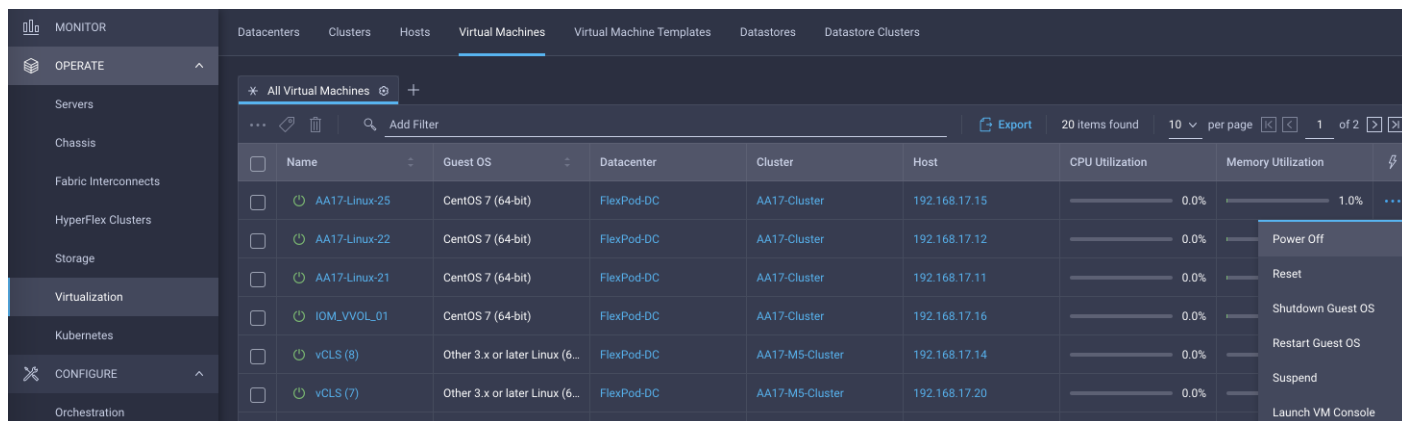 MONITOR
OPERATE
Servers
Chassis
Fabric Interconnects
HyperFlex Clusters
Storage
Virtualization
Kubernetes
CONFIGURE
Orchestration
Datacenters Clusters Hosts Virtual Machines Virtual Machine Templates Datastores Datastore Clusters
All Virtual Machines
Add Filter Export 20 items found 10 per page 1 of 2
Name Guest OS Datacenter Cluster Host CPU Utilization Memory Utilization
AA17-Linux-25 CentOS 7 (64-bit) FlexPod-DC AA17-Cluster 192.168.17.15 0.0% 1.0%
AA17-Linux-22 CentOS 7 (64-bit) FlexPod-DC AA17-Cluster 192.168.17.12 0.0%
AA17-Linux-21 CentOS 7 (64-bit) FlexPod-DC AA17-Cluster 192.168.17.11 0.0%
IOM_VVOL_01 CentOS 7 (64-bit) FlexPod-DC AA17-Cluster 192.168.17.16 0.0%
vCLS (8) Other 3.x or later Linux (6... FlexPod-DC AA17-M5-Cluster 192.168.17.14 0.0%
vCLS (7) Other 3.x or later Linux (6... FlexPod-DC AA17-M5-Cluster 192.168.17.20 0.0%
Power Off
Reset
Shutdown Guest OS
Restart Guest OS
Suspend
Launch VM Console